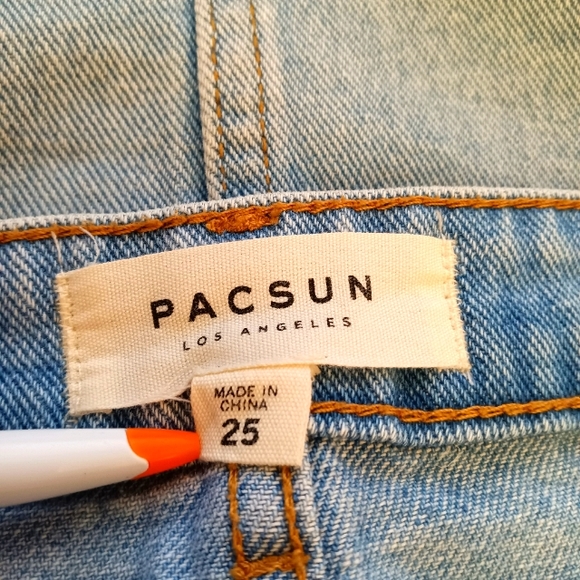 PACSUN
LOS ANGELES
MADE IN
CHINA
25